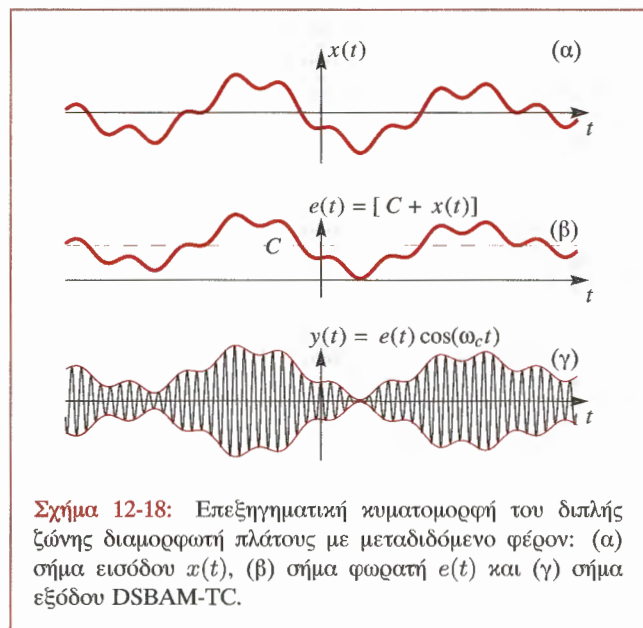 x(t)
(α)
t
e(t) = [ C + x(t)]
(β)
C
t
y(t) = e(t) cos(ω_c t)
(γ)
t
Σχήμα 12-18: Επεξηγηματική κυματομορφή του διπλής
ζώνης διαμορφωτή πλάτους με μεταδιδόμενο φέρον: (α)
σήμα εισόδου x(t), (β) σήμα φωρατή e(t) και (γ) σήμα
εξόδου DSBAM-TC.